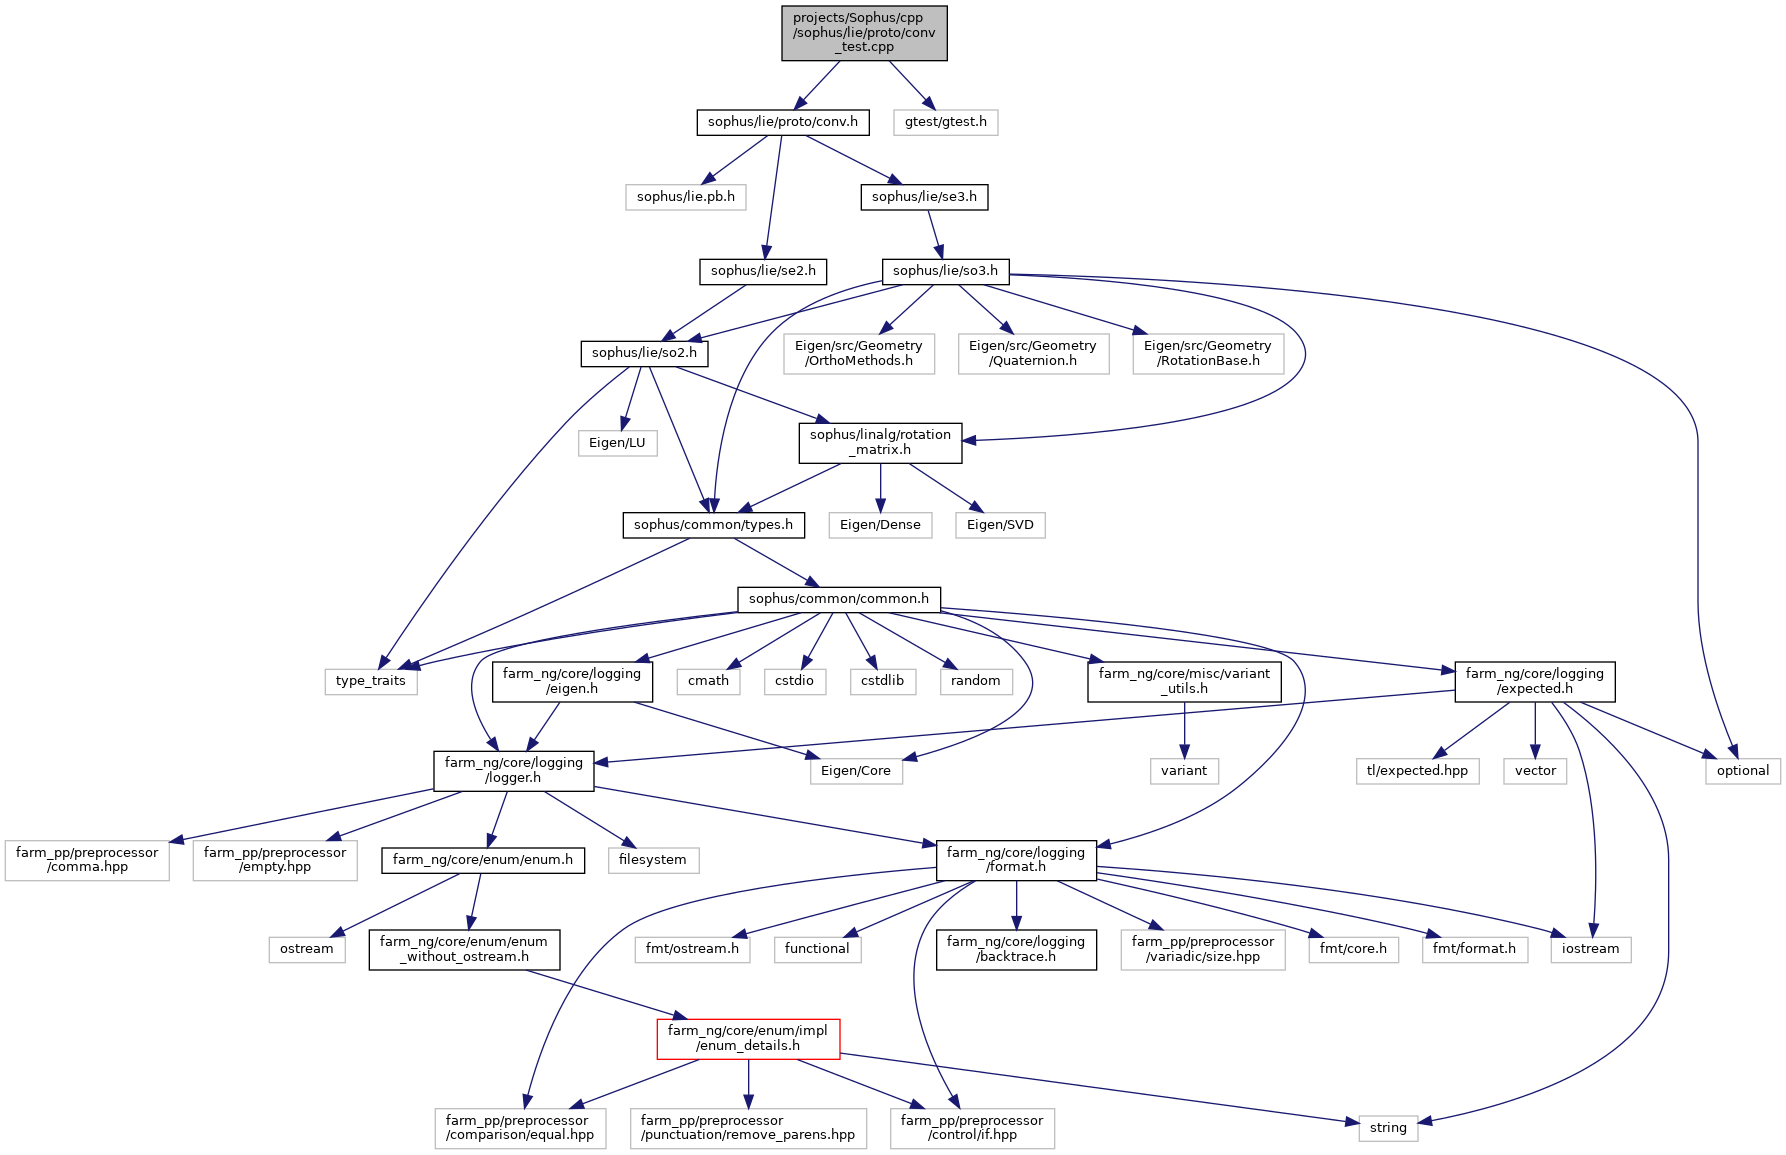 projects/Sophus/cpp
/sophus/lie/proto/conv
_test.cpp
sophus/lie/proto/conv.h
gtest/gtest.h
sophus/lie.pb.h
sophus/lie/se3.h
sophus/lie/se2.h
sophus/lie/so3.h
sophus/lie/so2.h
Eigen/src/Geometry
/OrthoMethods.h
Eigen/src/Geometry
/Quaternion.h
Eigen/src/Geometry
/RotationBase.h
Eigen/LU
sophus/linalg/rotation
_matrix.h
sophus/common/types.h
Eigen/Dense
Eigen/SVD
sophus/common/common.h
type_traits
farm_ng/core/logging
/eigen.h
cmath
cstdio
cstdlib
random
farm_ng/core/misc/variant
_utils.h
farm_ng/core/logging
/expected.h
farm_ng/core/logging
/logger.h
Eigen/Core
variant
tl/expected.hpp
vector
optional
farm_pp/preprocessor
/comma.hpp
farm_pp/preprocessor
/empty.hpp
farm_ng/core/enum/enum.h
filesystem
farm_ng/core/logging
/format.h
ostream
farm_ng/core/enum/enum
_without_ostream.h
fmt/ostream.h
functional
farm_ng/core/logging
/backtrace.h
farm_pp/preprocessor
/variadic/size.hpp
fmt/core.h
fmt/format.h
iostream
farm_ng/core/enum/impl
/enum_details.h
farm_pp/preprocessor
/comparison/equal.hpp
farm_pp/preprocessor
/punctuation/remove_parens.hpp
farm_pp/preprocessor
/control/if.hpp
string